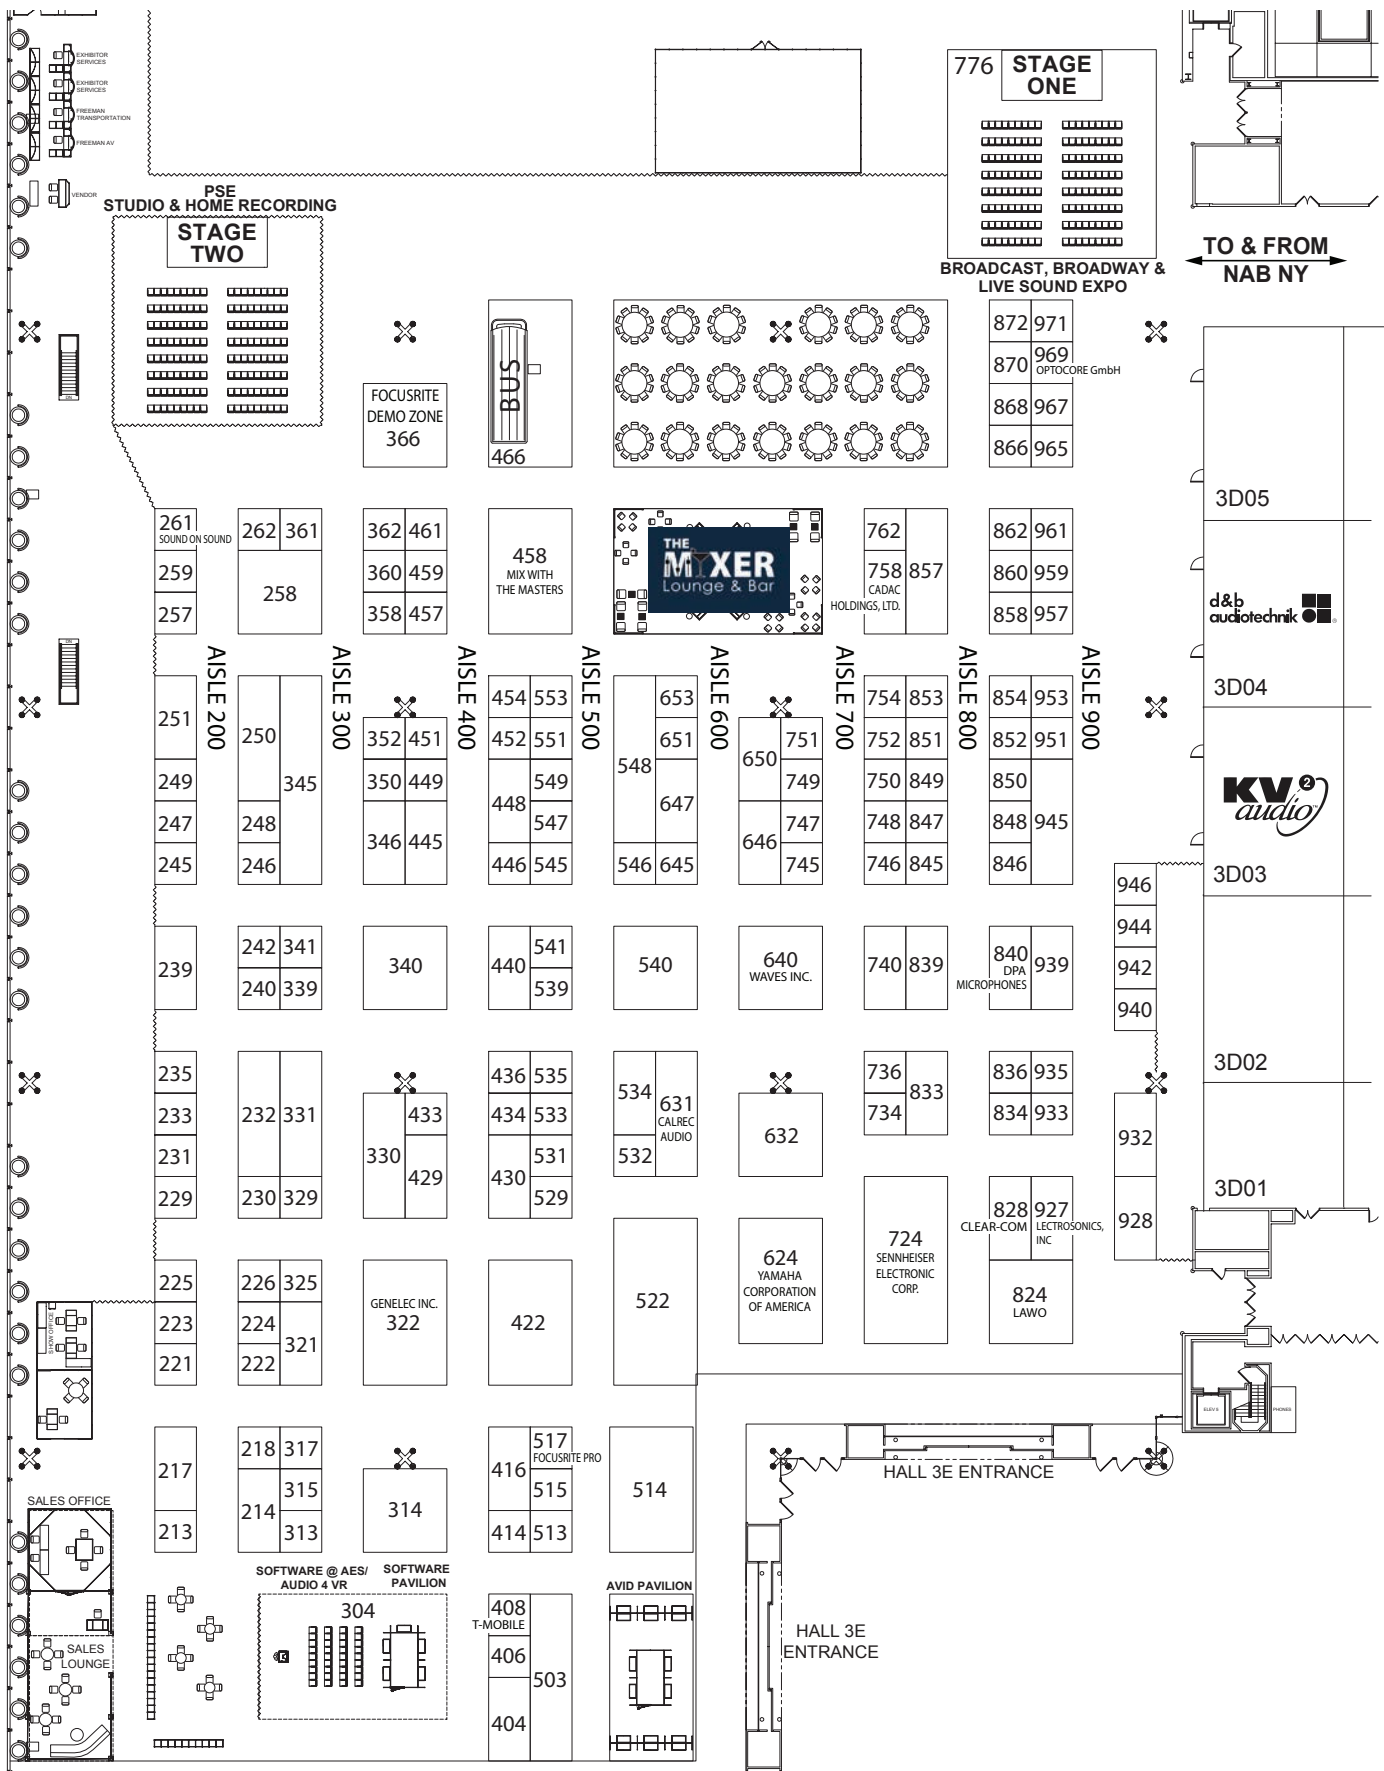 EXHIBITOR
SERVICES
EXHIBITOR
SERVICES
FREEMAN
TRANSPORTATION
FREEMAN AV
VENDOR
776
STAGE
ONE
PSE
STUDIO & HOME RECORDING
STAGE
TWO
BROADCAST, BROADWAY &
LIVE SOUND EXPO
TO & FROM
NAB NY
DN
FOCUSRITE
DEMO ZONE
366
BUS
466
872 971
870 969
OPTOCORE GmbH
868 967
866 965
3D05
261
SOUND ON SOUND
259
257
262 361
258
362 461
360 459
358 457
458
MIX WITH
THE MASTERS
THE
MIXER
Lounge & Bar
762
758 857
CADAC
HOLDINGS, LTD.
862 961
860 959
858 957
d&b
audiotechnik
3D04
DN
AISLE 200
AISLE 300
AISLE 400
AISLE 500
AISLE 600
AISLE 700
AISLE 800
AISLE 900
251
249
247
245
250
345
248
246
352 451
350 449
346 445
454 553
452 551
448
549
547
446 545
548
653
651
647
546 645
650
751
749
646
747
745
754 853
752 851
750 849
748 847
746 845
854 953
852 951
850
848 945
846
KV2
audio
3D03
946
944
942
940
239
242 341
240 339
340
440
541
539
540
640
WAVES INC.
740 839
840 939
DPA
MICROPHONES
3D02
235
233
231
229
232 331
230 329
330
433
429
436 535
434 533
430
531
529
534
631
CALREC
AUDIO
532
632
736
734
833
836 935
834 933
932
928
3D01
225
223
221
226 325
224
321
222
GENELEC INC.
322
422
522
624
YAMAHA
CORPORATION
OF AMERICA
724
SENNHEISER
ELECTRONIC
CORP.
828 927
CLEAR-COM
LECTROSONICS,
INC
824
LAWO
SHOW OFFICE
ELEV 8
PHONES
217
213
218 317
214
315
313
314
416
517
FOCUSRITE PRO
515
414 513
514
HALL 3E ENTRANCE
SALES OFFICE
SALES
LOUNGE
SOFTWARE @ AES/
AUDIO 4 VR
SOFTWARE
PAVILION
304
408
T-MOBILE
406
503
404
AVID PAVILION
HALL 3E
ENTRANCE